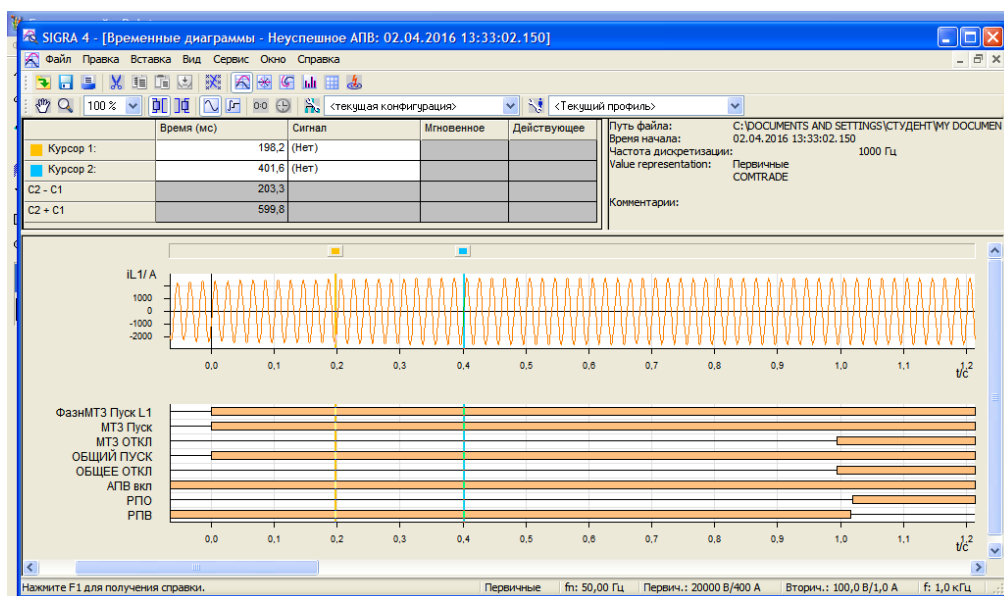 SIGRA 4 - [Временные диаграммы - Неуспешное АПВ: 02.04.2016 13:33:02.150]
Файл Правка Вставка Вид Сервис Окно Справка
100 % <текущая конфигурация> <Текущий профиль>
Время (мс) Сигнал Мгновенное Действующее
Курсор 1: 198,2 (Нет)
Курсор 2: 401,6 (Нет)
C2 - C1 203,3
C2 + C1 599,8
Путь файла: C:\DOCUMENTS AND SETTINGS\СТУДЕНТ\MY DOCUMEN
Время начала: 02.04.2016 13:33:02.150
Частота дискретизации: 1000 Гц
Value representation: Первичные
COMTRADE
Комментарии:
iL1/ A
1000
0
-1000
-2000
0,0 0,1 0,2 0,3 0,4 0,5 0,6 0,7 0,8 0,9 1,0 1,1 1,2
t/c
ФазнМТЗ Пуск L1
МТЗ Пуск
МТЗ ОТКЛ
ОБЩИЙ ПУСК
ОБЩЕЕ ОТКЛ
АПВ вкл
РПО
РПВ
0,0 0,1 0,2 0,3 0,4 0,5 0,6 0,7 0,8 0,9 1,0 1,1 1,2
t/c
Нажмите F1 для получения справки. Первичные fn: 50,00 Гц Первич.: 20000 В/400 А Вторич.: 100,0 В/1,0 А f: 1,0 кГц